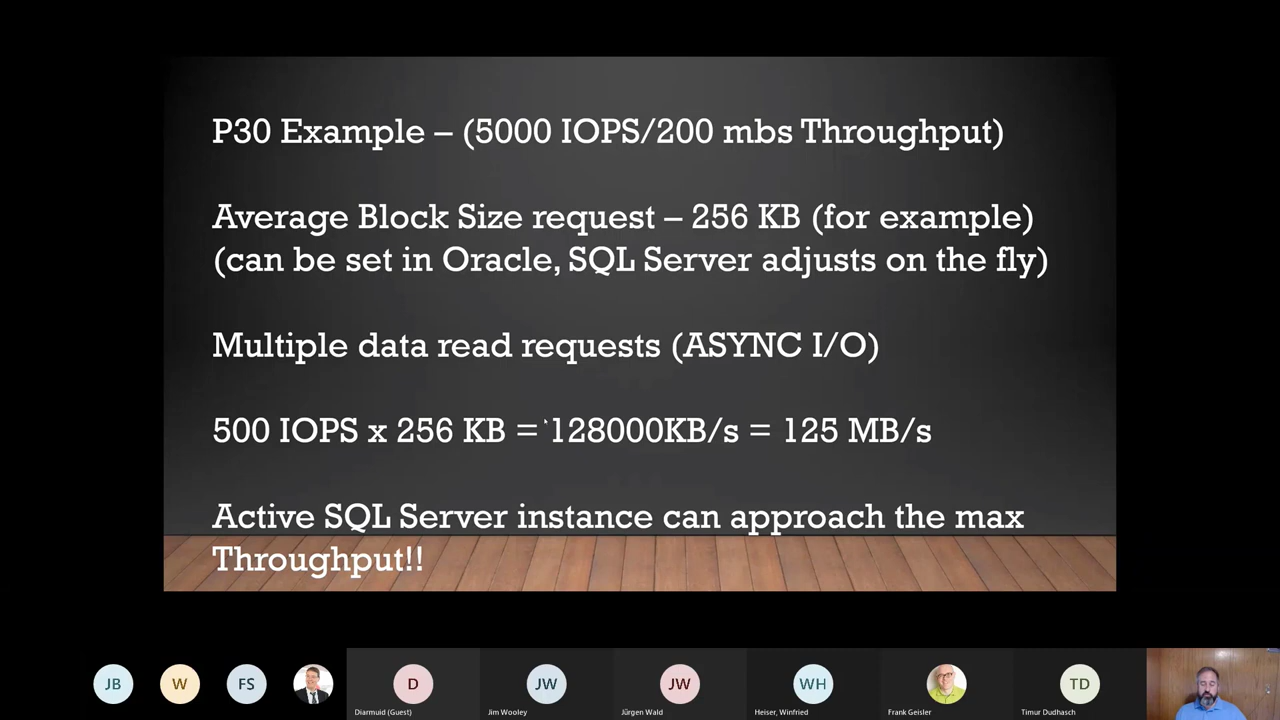 P30 Example – (5000 IOPS/200 mbs Throughput)
Average Block Size request – 256 KB (for example)
(can be set in Oracle, SQL Server adjusts on the fly)
Multiple data read requests (ASYNC I/O)
500 IOPS x 256 KB = 128000KB/s = 125 MB/s
Active SQL Server instance can approach the max
Throughput!!
JB
W
FS
D
JW
JW
WH
TD
Diarmuid (Guest)
Jim Wooley
Jürgen Wald
Heiser, Winfried
Frank Geisler
Timur Dudhasch